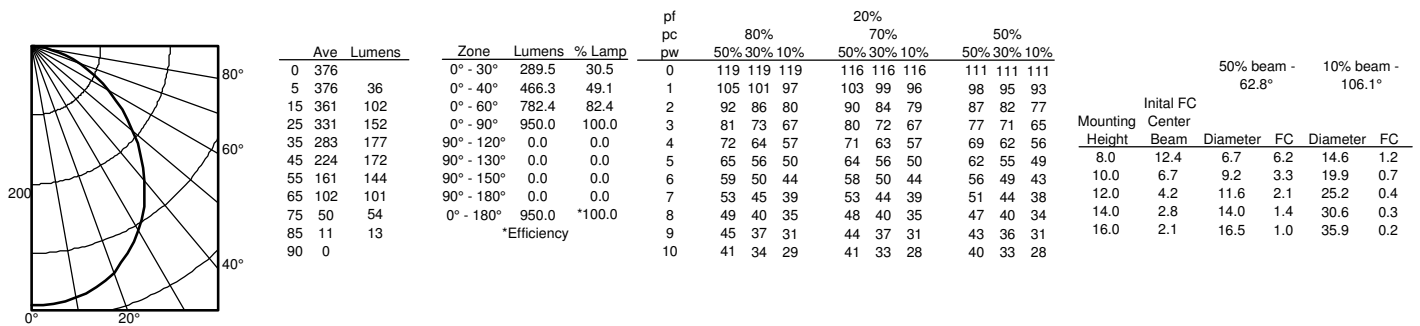 80°
60°
200
40°
0° 20°
Ave Lumens
0 376
5 376 36
15 361 102
25 331 152
35 283 177
45 224 172
55 161 144
65 102 101
75 50 54
85 11 13
90 0
Zone Lumens % Lamp
0° - 30° 289.5 30.5
0° - 40° 466.3 49.1
0° - 60° 782.4 82.4
0° - 90° 950.0 100.0
90° - 120° 0.0 0.0
90° - 130° 0.0 0.0
90° - 150° 0.0 0.0
90° - 180° 0.0 0.0
0° - 180° 950.0 *100.0
*Efficiency
pf 20%
pc 80% 70% 50%
pw 50% 30% 10% 50% 30% 10% 50% 30% 10%
0 119 119 119 116 116 116 111 111 111
1 105 101 97 103 99 96 98 95 93
2 92 86 80 90 84 79 87 82 77
3 81 73 67 80 72 67 77 71 65
4 72 64 57 71 63 57 69 62 56
5 65 56 50 64 56 50 62 55 49
6 59 50 44 58 50 44 56 49 43
7 53 45 39 53 44 39 51 44 38
8 49 40 35 48 40 35 47 40 34
9 45 37 31 44 37 31 43 36 31
10 41 34 29 41 33 28 40 33 28
50% beam - 10% beam -
62.8° 106.1°
Inital FC
Mounting Center
Height Beam Diameter FC Diameter FC
8.0 12.4 6.7 6.2 14.6 1.2
10.0 6.7 9.2 3.3 19.9 0.7
12.0 4.2 11.6 2.1 25.2 0.4
14.0 2.8 14.0 1.4 30.6 0.3
16.0 2.1 16.5 1.0 35.9 0.2